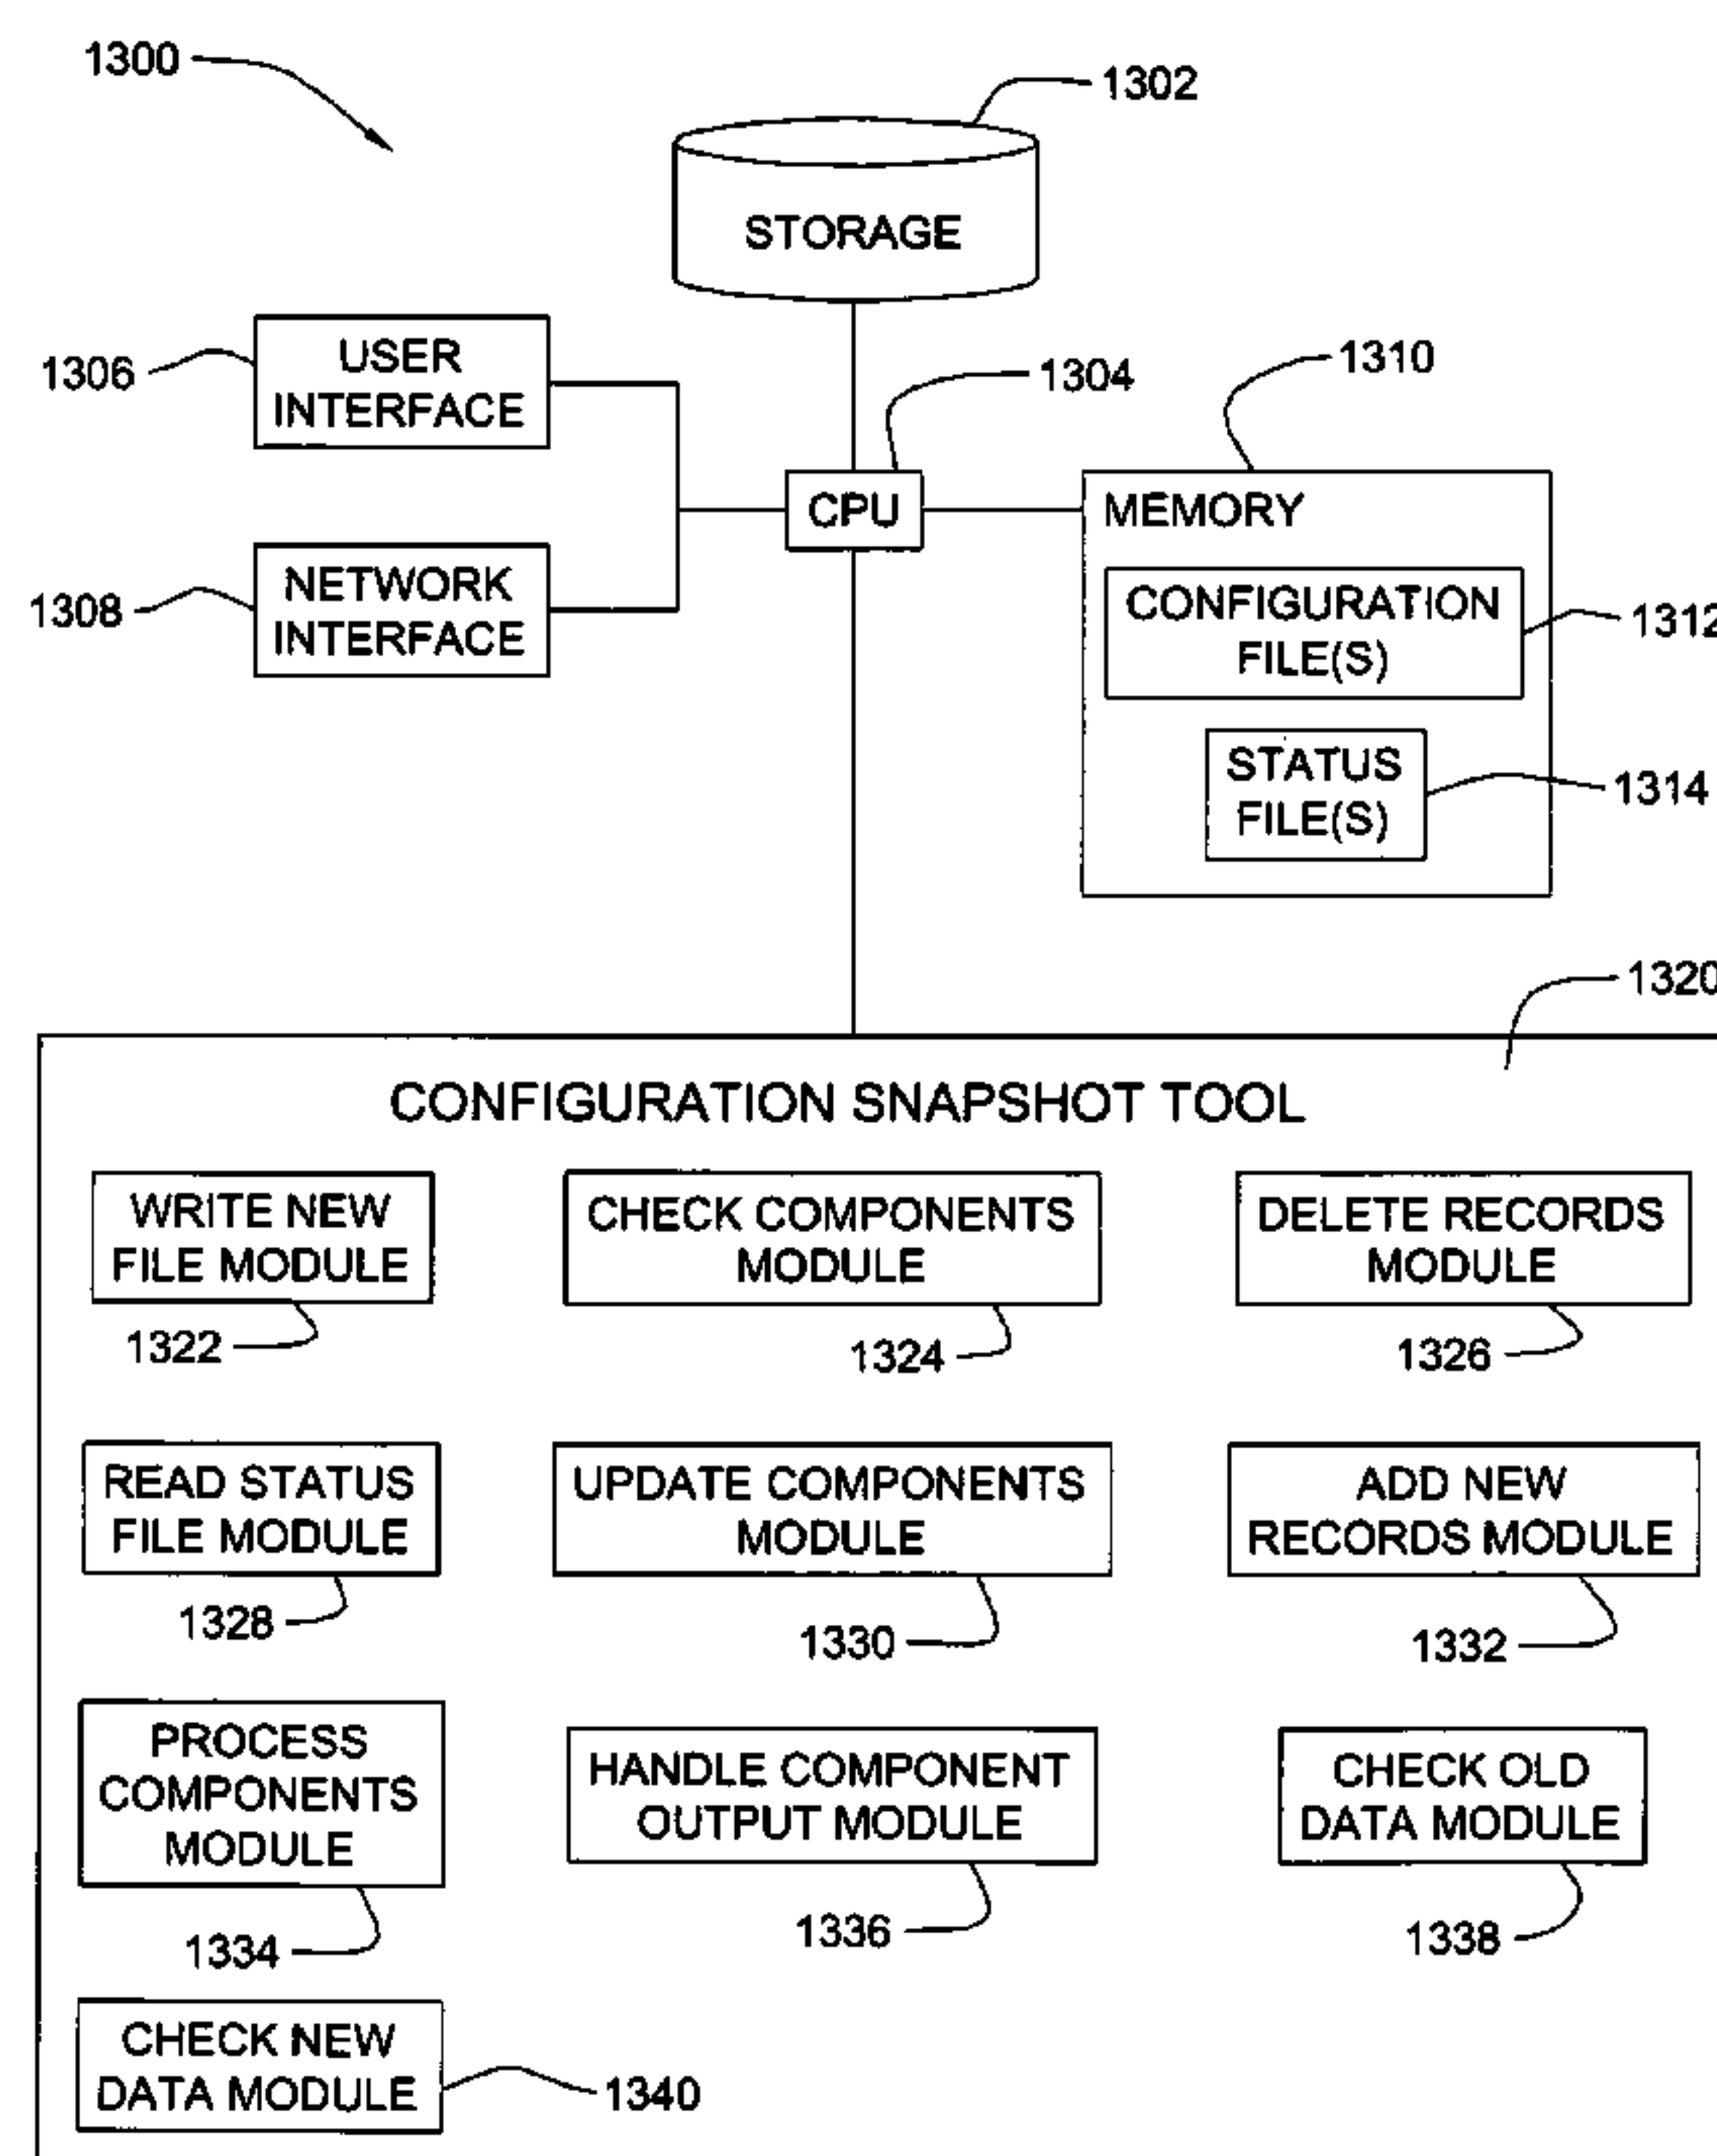 1300
1302
STORAGE
1306
USER
INTERFACE
1304
1310
CPU
MEMORY
1308
NETWORK
INTERFACE
CONFIGURATION
FILE(S)
1312
STATUS
FILE(S)
1314
1320
CONFIGURATION SNAPSHOT TOOL
WRITE NEW
FILE MODULE
1322
CHECK COMPONENTS
MODULE
1324
DELETE RECORDS
MODULE
1326
READ STATUS
FILE MODULE
1328
UPDATE COMPONENTS
MODULE
1330
ADD NEW
RECORDS MODULE
1332
PROCESS
COMPONENTS
MODULE
1334
HANDLE COMPONENT
OUTPUT MODULE
1336
CHECK OLD
DATA MODULE
1338
CHECK NEW
DATA MODULE
1340